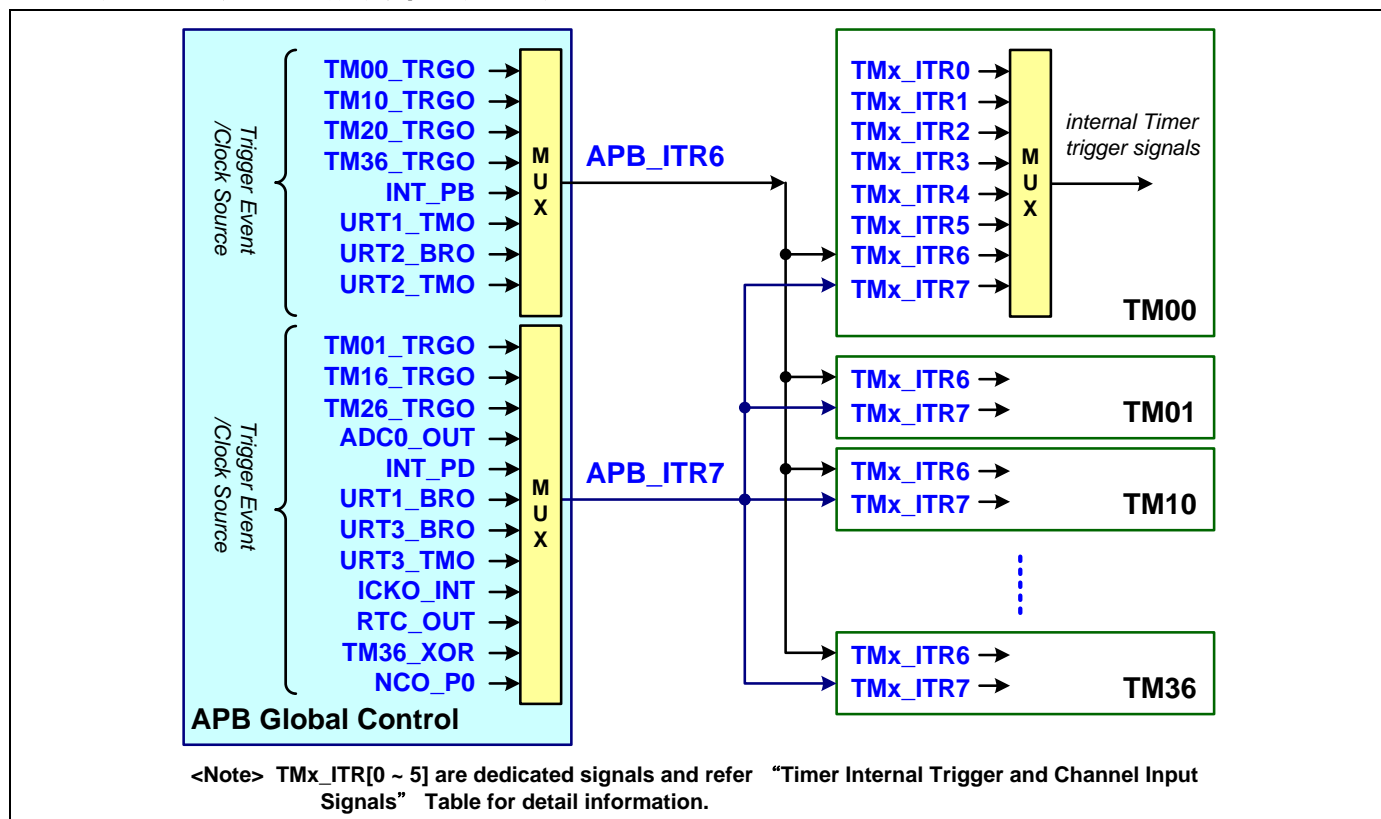 Trigger Event
/Clock Source
TM00_TRGO
TM10_TRGO
TM20_TRGO
TM36_TRGO
INT_PB
URT1_TMO
URT2_BRO
URT2_TMO
MUX
APB_ITR6
Trigger Event
/Clock Source
TM01_TRGO
TM16_TRGO
TM26_TRGO
ADC0_OUT
INT_PD
URT1_BRO
URT3_BRO
URT3_TMO
ICKO_INT
RTC_OUT
TM36_XOR
NCO_P0
MUX
APB_ITR7
APB Global Control
TMx_ITR0
TMx_ITR1
TMx_ITR2
TMx_ITR3
TMx_ITR4
TMx_ITR5
TMx_ITR6
TMx_ITR7
MUX
internal Timer
trigger signals
TM00
TMx_ITR6
TMx_ITR7
TM01
TMx_ITR6
TMx_ITR7
TM10
TMx_ITR6
TMx_ITR7
TM36
<Note> TMx_ITR[0 ~ 5] are dedicated signals and refer “Timer Internal Trigger and Channel Input
Signals” Table for detail information.